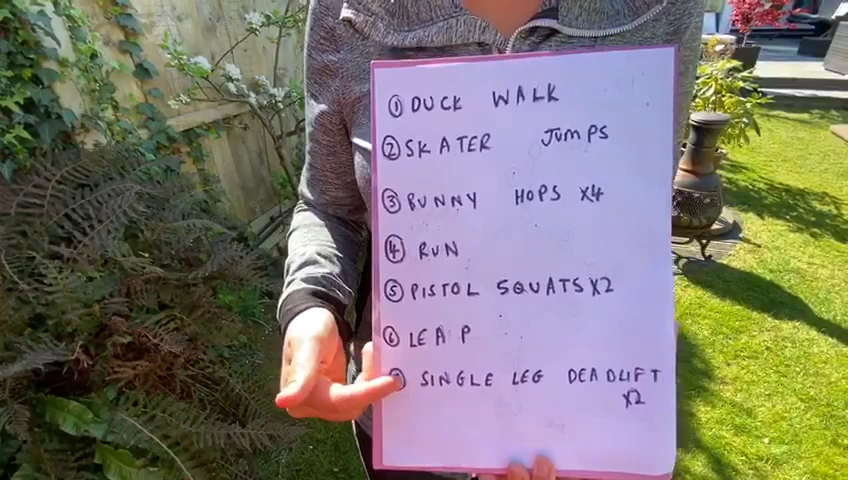 ① DUCK WALK
② SKATER JUMPS
③ BUNNY HOPS X4
④ RUN
⑤ PISTOL SQUATS X2
⑥ LEAP
SINGLE LEG DEADLIFT
X2